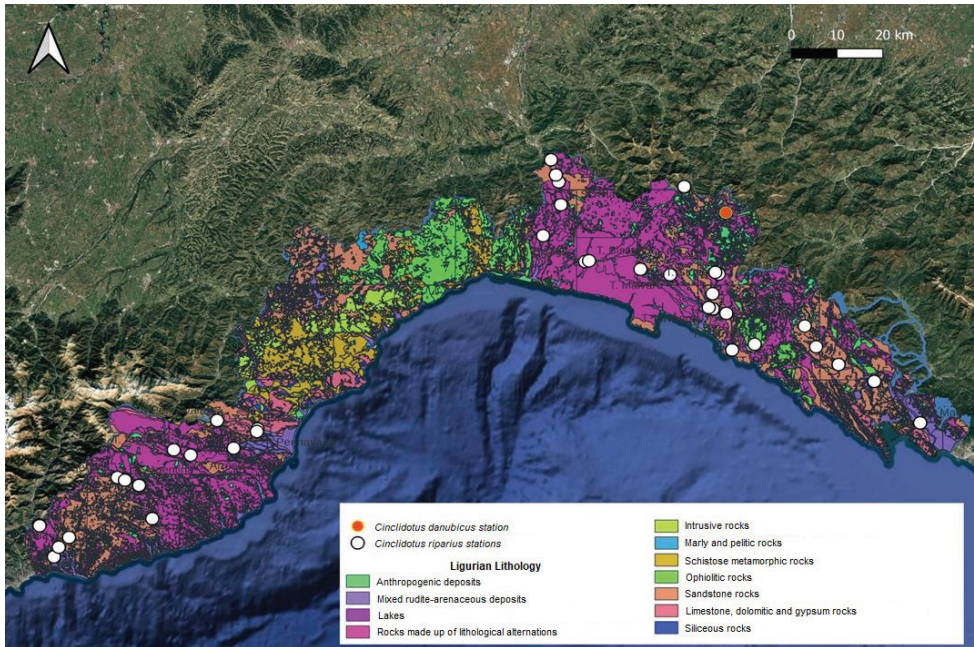 0 10 20 km
T. Malvaro
Cinclidotus danubicus station
Cinclidotus riparius stations
Ligurian Lithology
Anthropogenic deposits
Mixed rudite-arenaceous deposits
Lakes
Rocks made up of lithological alternations
Intrusive rocks
Marly and pelitic rocks
Schistose metamorphic rocks
Ophiolitic rocks
Sandstone rocks
Limestone, dolomitic and gypsum rocks
Siliceous rocks